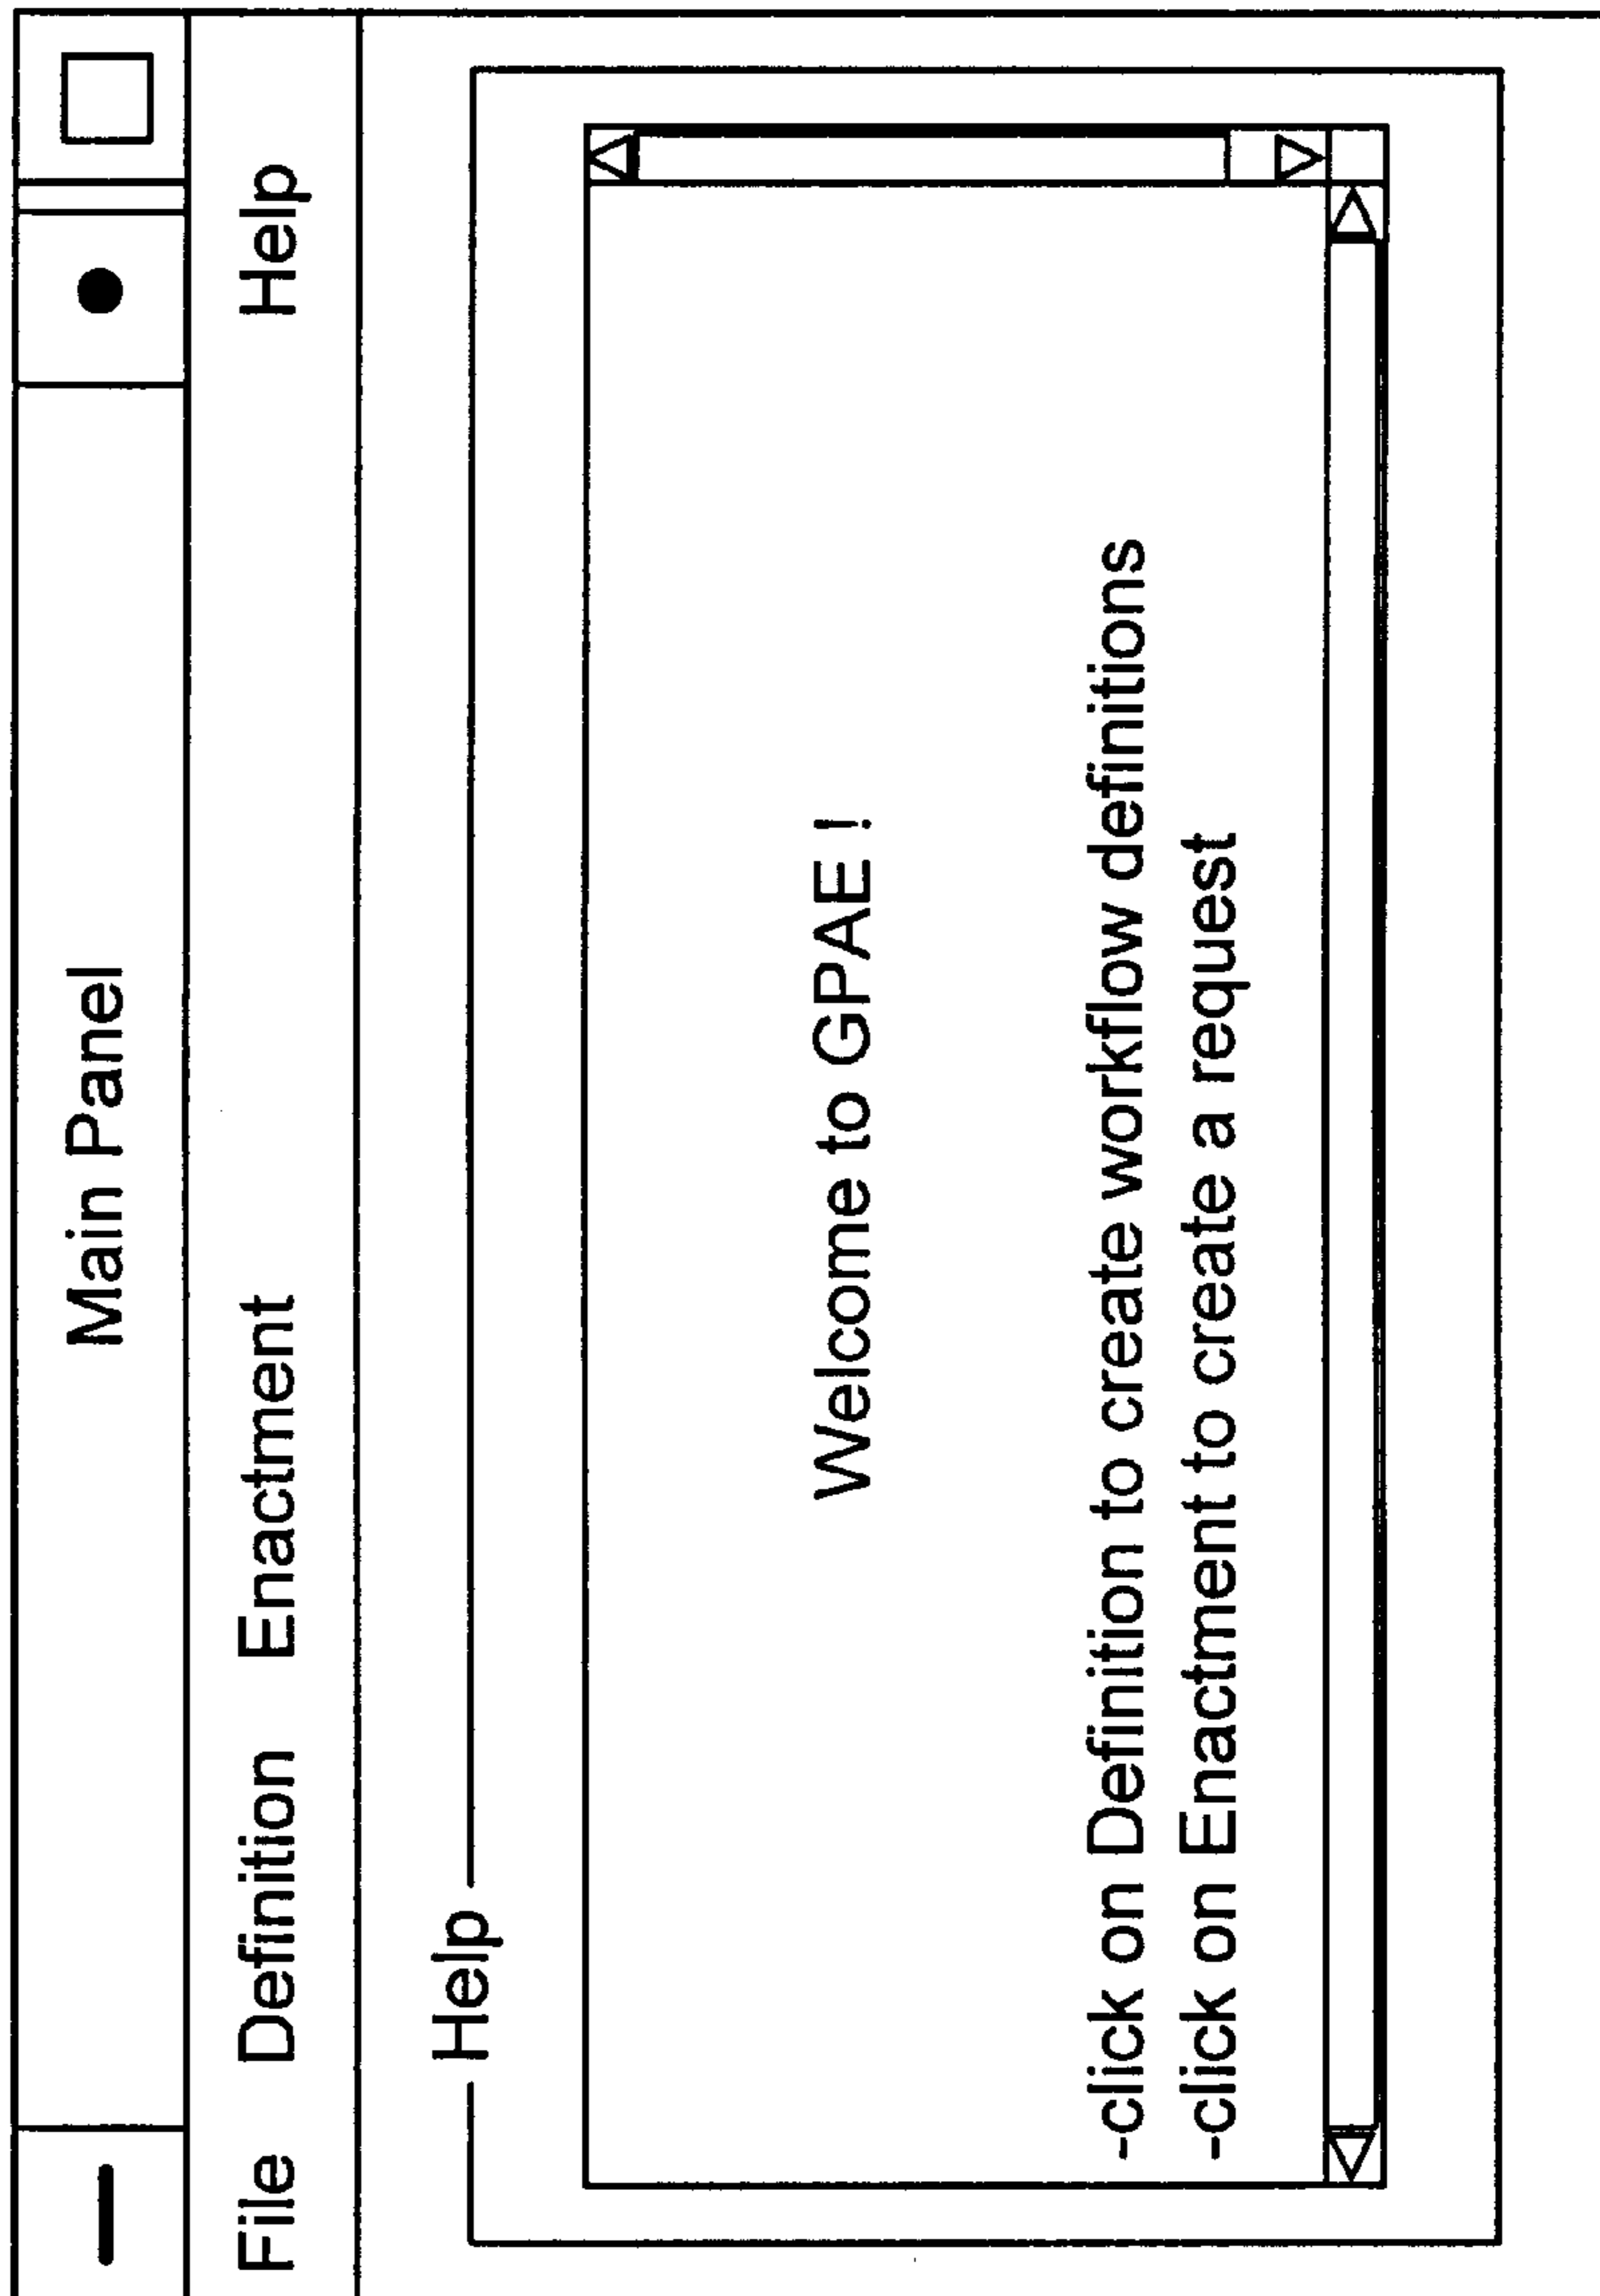 Main Panel
File Definition Enactment Help
Help
Welcome to GPAE !
-click on Definition to create workflow definitions
-click on Enactment to create a request